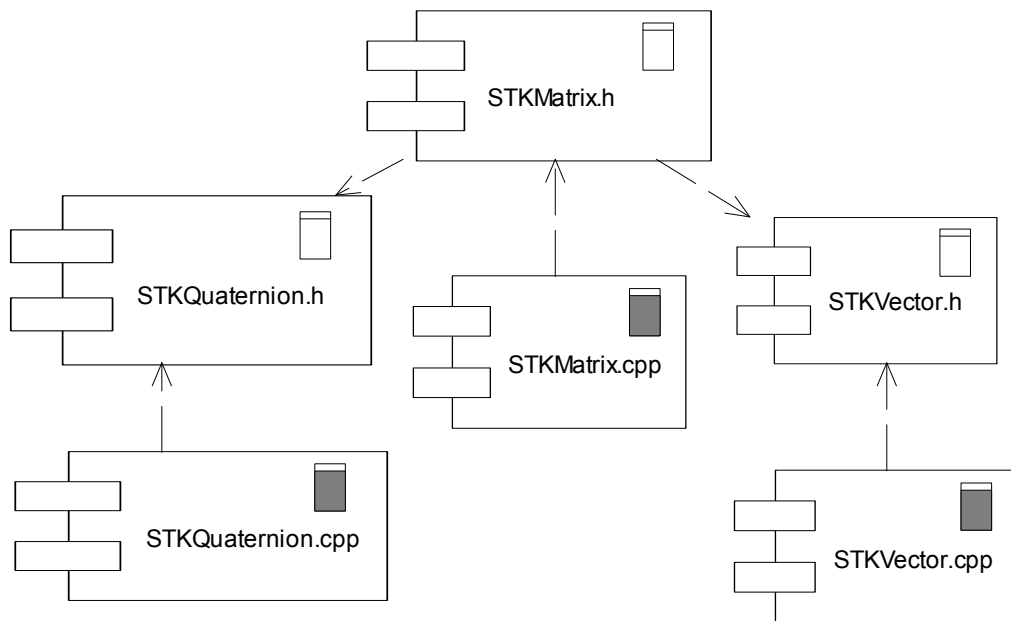 STKMatrix.h
STKQuaternion.h
STKVector.h
STKMatrix.cpp
STKQuaternion.cpp
STKVector.cpp